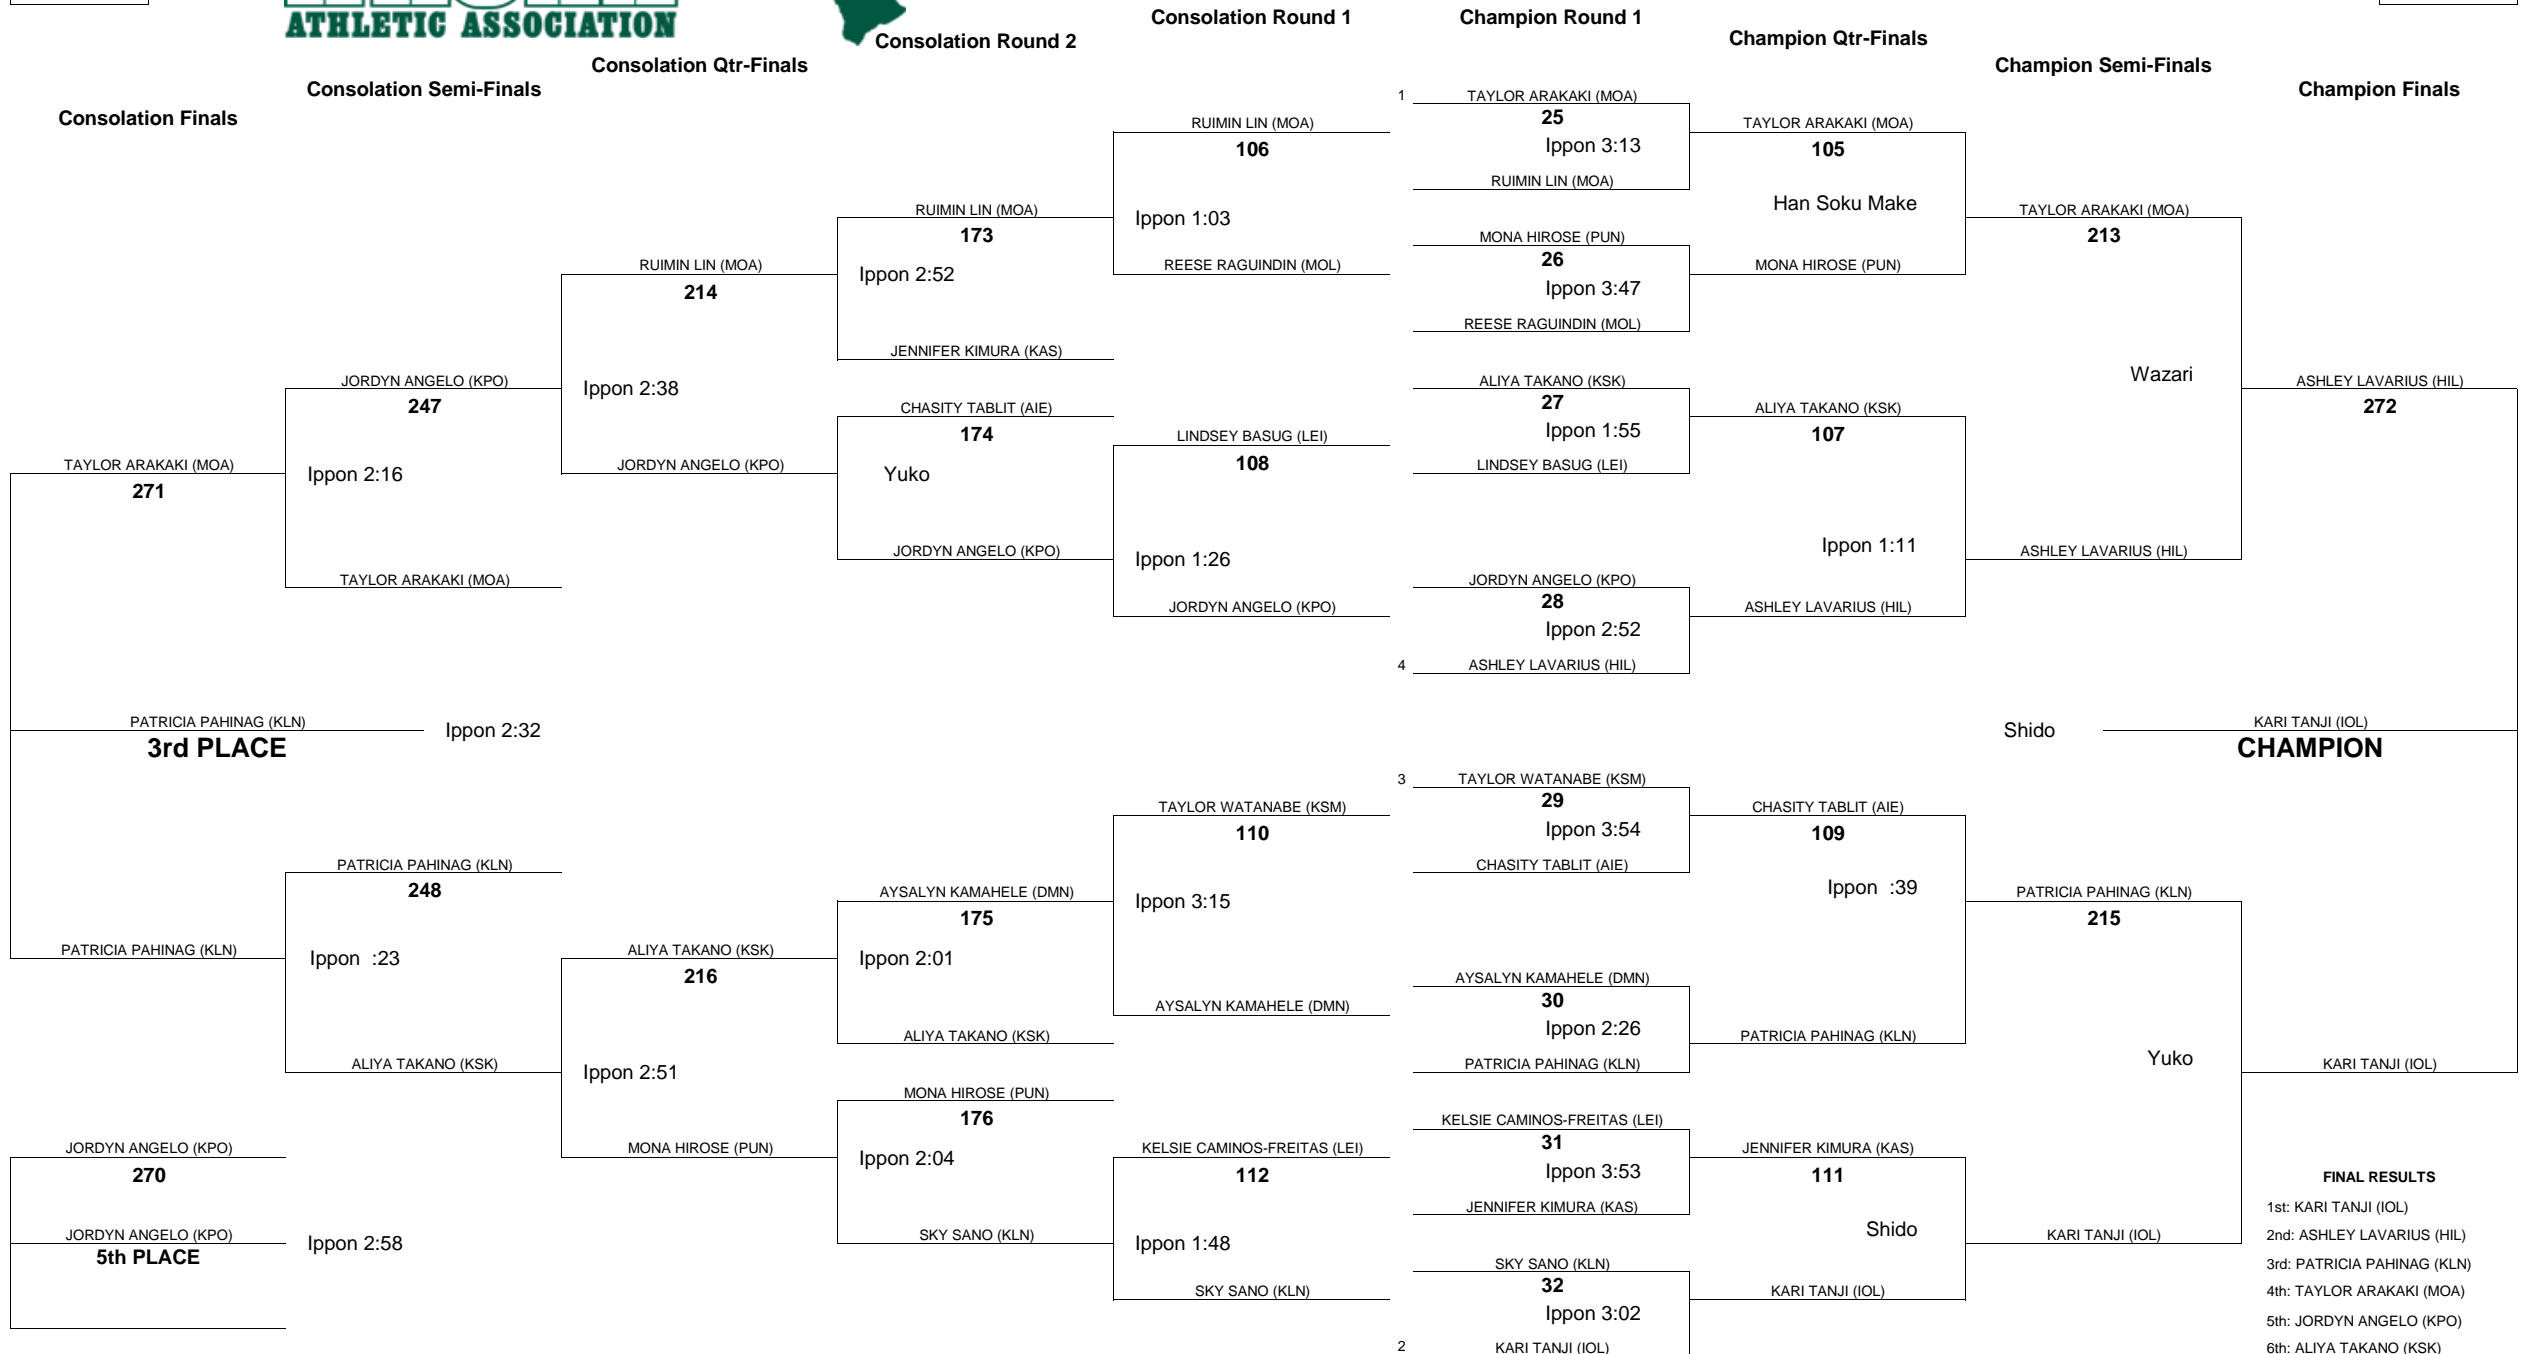 ATHLETIC ASSOCIATION
Consolation Round 1
Champion Round 1
Consolation Round 2
Champion Qtr-Finals
Consolation Qtr-Finals
Champion Semi-Finals
Consolation Semi-Finals
Champion Finals
Consolation Finals
TAYLOR ARAKAKI (MOA)
271
PATRICIA PAHINAG (KLN)
3rd PLACE
Ippon 2:32
PATRICIA PAHINAG (KLN)
JORDYN ANGELO (KPO)
270
JORDYN ANGELO (KPO)
5th PLACE
Ippon 2:58
JORDYN ANGELO (KPO)
247
Ippon 2:16
TAYLOR ARAKAKI (MOA)
PATRICIA PAHINAG (KLN)
248
Ippon :23
ALIYA TAKANO (KSK)
RUIMIN LIN (MOA)
214
Ippon 2:38
JORDYN ANGELO (KPO)
ALIYA TAKANO (KSK)
216
Ippon 2:51
MONA HIROSE (PUN)
RUIMIN LIN (MOA)
173
Ippon 2:52
JENNIFER KIMURA (KAS)
CHASITY TABLIT (AIE)
174
Yuko
JORDYN ANGELO (KPO)
AYSALYN KAMAHELE (DMN)
175
Ippon 2:01
ALIYA TAKANO (KSK)
MONA HIROSE (PUN)
176
Ippon 2:04
SKY SANO (KLN)
RUIMIN LIN (MOA)
106
Ippon 1:03
REESE RAGUINDIN (MOL)
LINDSEY BASUG (LEI)
108
Ippon 1:26
JORDYN ANGELO (KPO)
TAYLOR WATANABE (KSM)
110
Ippon 3:15
AYSALYN KAMAHELE (DMN)
KELSIE CAMINOS-FREITAS (LEI)
112
Ippon 1:48
SKY SANO (KLN)
1 TAYLOR ARAKAKI (MOA)
25
Ippon 3:13
RUIMIN LIN (MOA)
MONA HIROSE (PUN)
26
Ippon 3:47
REESE RAGUINDIN (MOL)
ALIYA TAKANO (KSK)
27
Ippon 1:55
LINDSEY BASUG (LEI)
JORDYN ANGELO (KPO)
28
Ippon 2:52
4 ASHLEY LAVARIUS (HIL)
3 TAYLOR WATANABE (KSM)
29
Ippon 3:54
CHASITY TABLIT (AIE)
AYSALYN KAMAHELE (DMN)
30
Ippon 2:26
PATRICIA PAHINAG (KLN)
KELSIE CAMINOS-FREITAS (LEI)
31
Ippon 3:53
JENNIFER KIMURA (KAS)
SKY SANO (KLN)
32
Ippon 3:02
2 KARI TANJI (IOL)
TAYLOR ARAKAKI (MOA)
105
Han Soku Make
MONA HIROSE (PUN)
ALIYA TAKANO (KSK)
107
Ippon 1:11
ASHLEY LAVARIUS (HIL)
CHASITY TABLIT (AIE)
109
Ippon :39
PATRICIA PAHINAG (KLN)
JENNIFER KIMURA (KAS)
111
Shido
KARI TANJI (IOL)
TAYLOR ARAKAKI (MOA)
213
Wazari
ASHLEY LAVARIUS (HIL)
PATRICIA PAHINAG (KLN)
215
Yuko
KARI TANJI (IOL)
ASHLEY LAVARIUS (HIL)
272
Shido
KARI TANJI (IOL)
CHAMPION
KARI TANJI (IOL)
FINAL RESULTS
1st: KARI TANJI (IOL)
2nd: ASHLEY LAVARIUS (HIL)
3rd: PATRICIA PAHINAG (KLN)
4th: TAYLOR ARAKAKI (MOA)
5th: JORDYN ANGELO (KPO)
6th: ALIYA TAKANO (KSK)